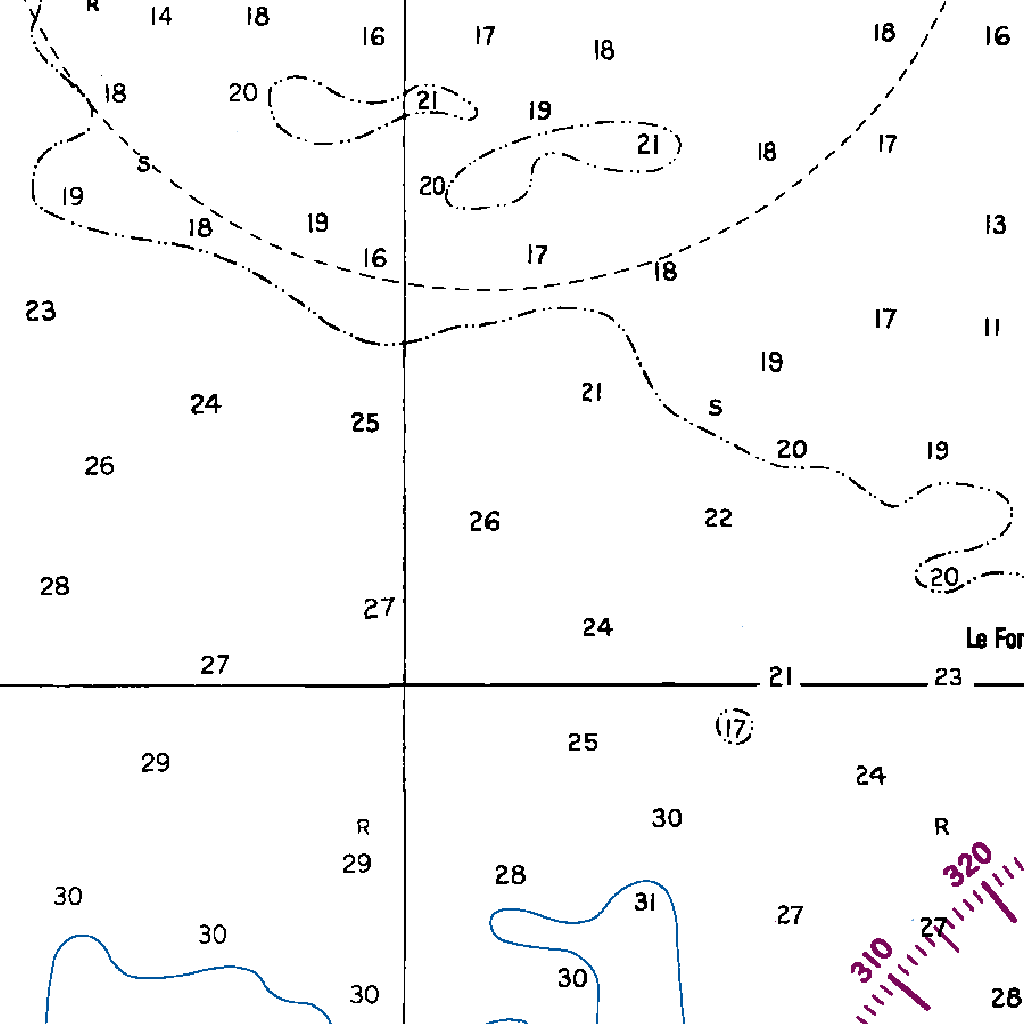 R
14 18 16 17 18 18 16
18 20 21 19 21 18 17
S
19 18 19 20
16 17 18 13
23 17 11
19
24 25 21 S
26 20 19
26 22
28 27 20
24
Le For
27 21 23
17
29 25 24
30
R R
29 28 320
30 31 27 27
30 310
30 30 28